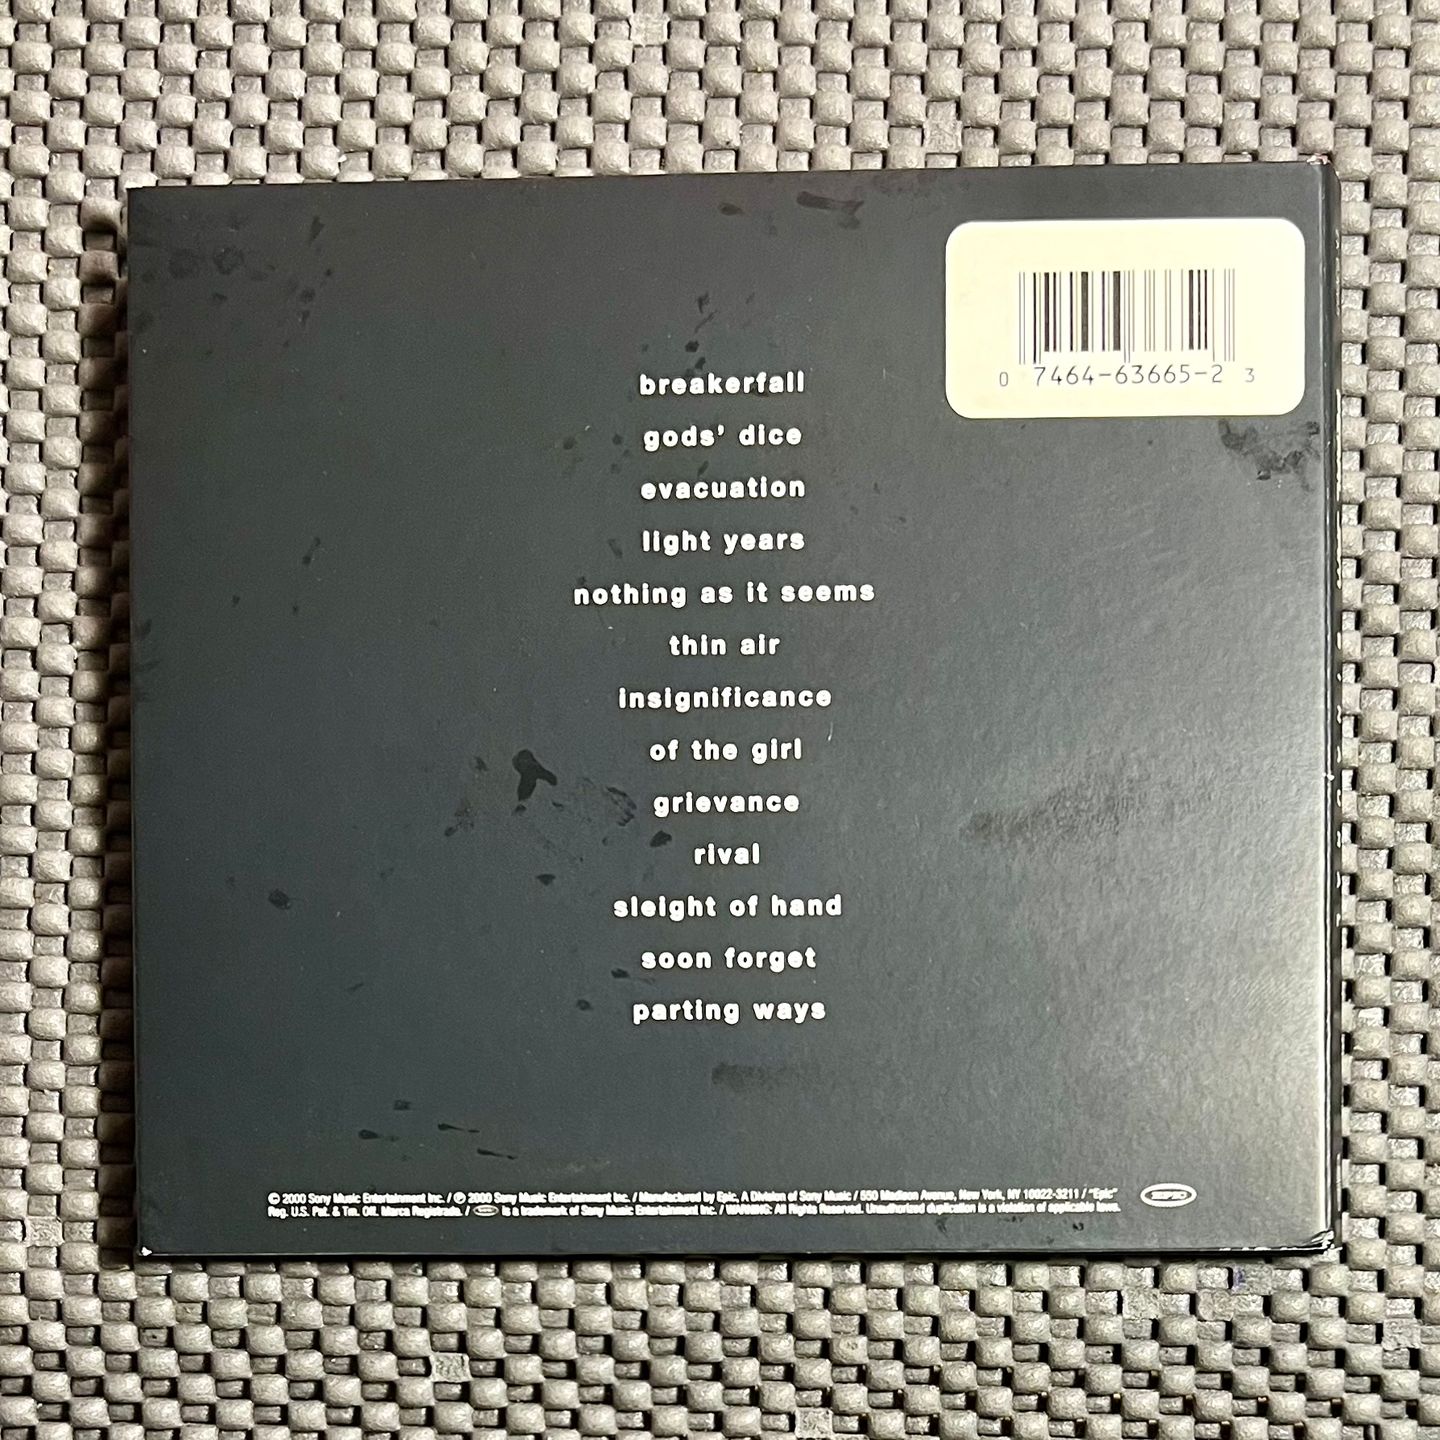 0 7464-63665-2 3
breakerfall
gods' dice
evacuation
light years
nothing as it seems
thin air
insignificance
of the girl
grievance
rival
sleight of hand
soon forget
parting ways
© 2000 Sony Music Entertainment Inc. / ℗ 2000 Sony Music Entertainment Inc. / Manufactured by Epic, A Division of Sony Music / 550 Madison Avenue, New York, NY 10022-3211 / "Epic"
Reg. U.S. Pat. & Tm. Off. Marca Registrada. / epic is a trademark of Sony Music Entertainment Inc. / WARNING: All Rights Reserved. Unauthorized duplication is a violation of applicable laws.
epic